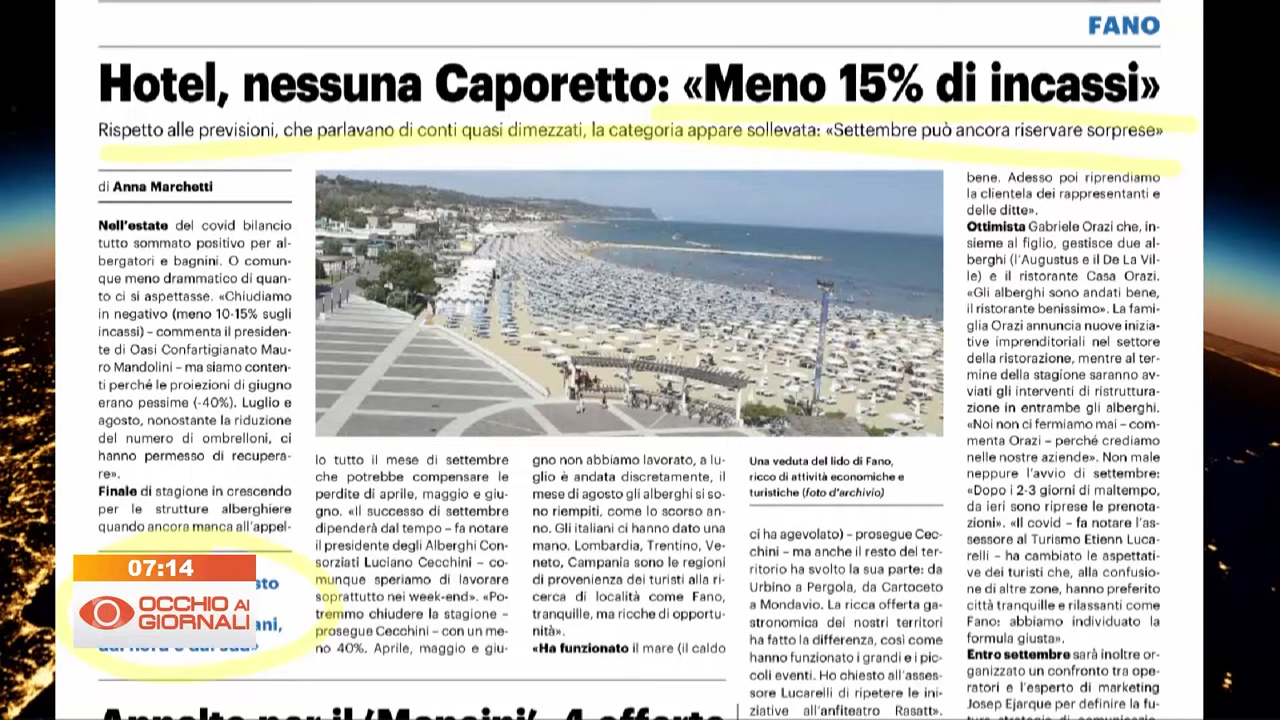 FANO
Hotel, nessuna Caporetto: «Meno 15% di incassi»
Rispetto alle previsioni, che parlavano di conti quasi dimezzati, la categoria appare sollevata: «Settembre può ancora riservare sorprese»
di Anna Marchetti
Nell'estate del covid bilancio
tutto sommato positivo per al-
bergatori e bagnini. O comun-
que meno drammatico di quan-
to ci si aspettasse. «Chiudiamo
in negativo (meno 10-15% sugli
incassi) – commenta il presiden-
te di Oasi Confartigianato Mau-
ro Mandolini – ma siamo conten-
ti perché le proiezioni di giugno
erano pessime (-40%). Luglio e
agosto, nonostante la riduzione
del numero di ombrelloni, ci
hanno permesso di recupera-
re».
Finale di stagione in crescendo
per le strutture alberghiere
quando ancora manca all'appel-
07:14
OCCHIO AI
GIORNALI
lo tutto il mese di settembre
che potrebbe compensare le
perdite di aprile, maggio e giu-
gno. «Il successo di settembre
dipenderà dal tempo – fa notare
il presidente degli Alberghi Con-
sorziati Luciano Cecchini – co-
munque speriamo di lavorare
soprattutto nei week-end». «Po-
tremmo chiudere la stagione –
prosegue Cecchini – con un me-
no 40%. Aprile, maggio e giu-
gno non abbiamo lavorato, a lu-
glio è andata discretamente, il
mese di agosto gli alberghi si so-
no riempiti, come lo scorso an-
no. Gli italiani ci hanno dato una
mano. Lombardia, Trentino, Ve-
neto, Campania sono le regioni
di provenienza dei turisti alla ri-
cerca di località come Fano,
tranquille, ma ricche di opportu-
nità».
«Ha funzionato il mare (il caldo
Una veduta del lido di Fano,
ricco di attività economiche e
turistiche (foto d'archivio)
ci ha agevolato) – prosegue Cec-
chini – ma anche il resto del ter-
ritorio ha svolto la sua parte: da
Urbino a Pergola, da Cartoceto
a Mondavio. La ricca offerta ga-
stronomica dei nostri territori
ha fatto la differenza, così come
hanno funzionato i grandi e i pic-
coli eventi. Ho chiesto all'asses-
sore Lucarelli di ripetere le ini-
ziative all'anfiteatro Rasatt».
bene. Adesso poi riprendiamo
la clientela dei rappresentanti e
delle ditte».
Ottimista Gabriele Orazi che, in-
sieme al figlio, gestisce due al-
berghi (l'Augustus e il De La Vil-
le) e il ristorante Casa Orazi.
«Gli alberghi sono andati bene,
il ristorante benissimo». La fami-
glia Orazi annuncia nuove inizia-
tive imprenditoriali nel settore
della ristorazione, mentre al ter-
mine della stagione saranno av-
viati gli interventi di ristruttura-
zione in entrambe gli alberghi.
«Noi non ci fermiamo mai – com-
menta Orazi – perché crediamo
nelle nostre aziende». Non male
neppure l'avvio di settembre:
«Dopo i 2-3 giorni di maltempo,
da ieri sono riprese le prenota-
zioni». «Il covid – fa notare l'as-
sessore al Turismo Etienn Luca-
relli – ha cambiato le aspettati-
ve dei turisti che, alla confusio-
ne di altre zone, hanno preferito
città tranquille e rilassanti come
Fano: abbiamo individuato la
formula giusta».
Entro settembre sarà inoltre or-
ganizzato un confronto tra ope-
ratori e l'esperto di marketing
Josep Ejarque per definire la fu-